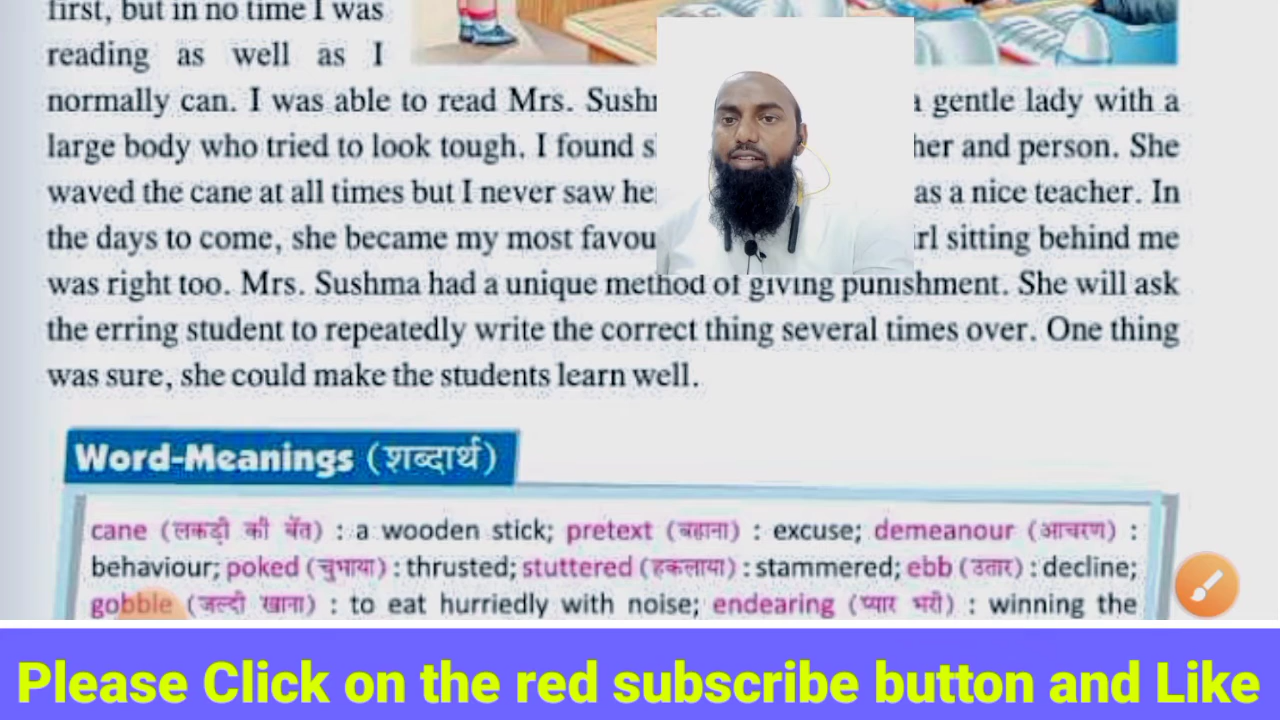 first, but in no time I was
reading as well as I
normally can. I was able to read Mrs. gentle lady with a
large body who tried to look tough. I found and person. She
waved the cane at all times but I never saw as a nice teacher. In
the days to come, she became my most sitting behind me
was right too. Mrs. Sushma had a unique method of giving punishment. She will ask
the erring student to repeatedly write the correct thing several times over. One thing
was sure, she could make the students learn well.
Word-Meanings (शब्दार्थ)
cane (लकड़ी की बेंत) : a wooden stick; pretext (बहाना) : excuse; demeanour (आचरण) :
behaviour; poked (चुभाया) : thrusted; stuttered (हकलाया) : stammered; ebb (उतार) : decline;
gobble (जल्दी खाना) : to eat hurriedly with noise; endearing (प्यार भरी) : winning the
Please Click on the red subscribe button and Like